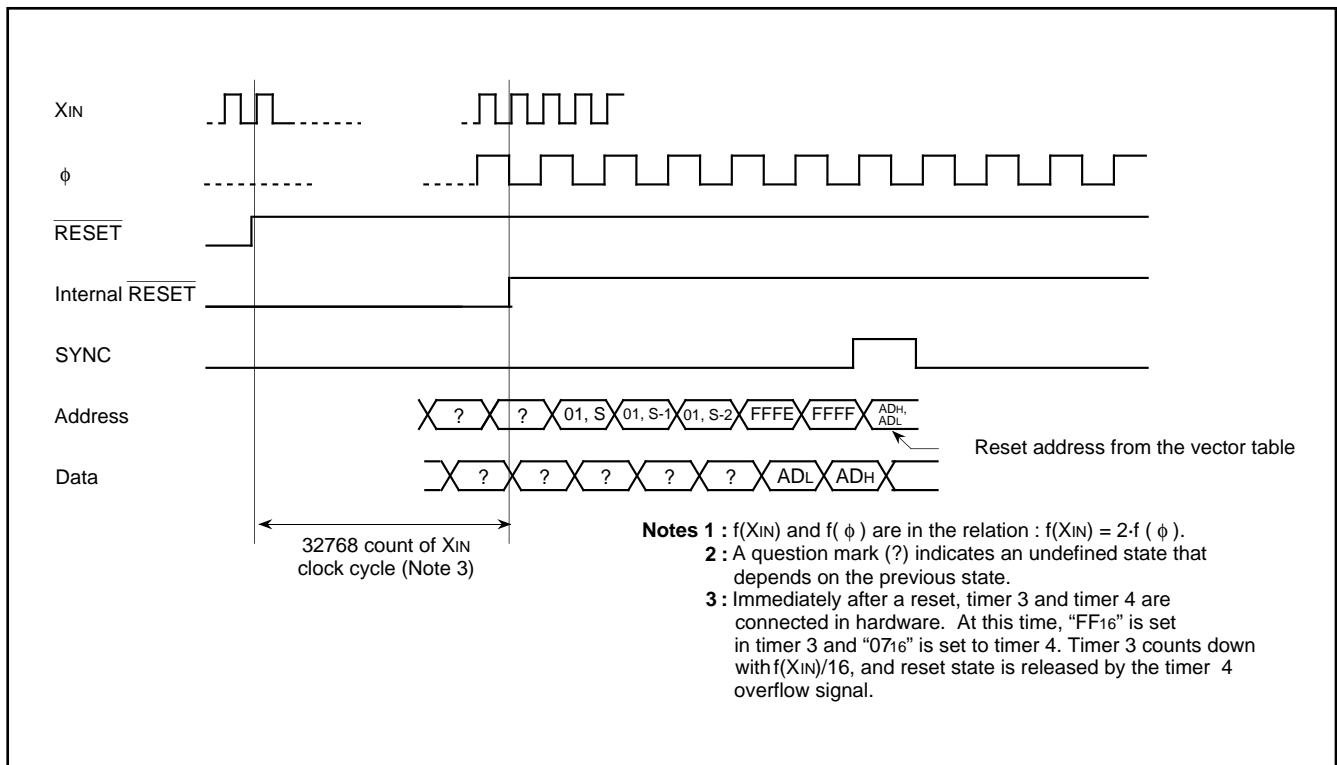 XIN
ϕ
RESET
Internal RESET
SYNC
Address
? ? 01, S 01, S-1 01, S-2 FFFE FFFF ADH,
ADL
Reset address from the vector table
Data
? ? ? ? ? ADL ADH
32768 count of XIN
clock cycle (Note 3)
Notes 1 : f(XIN) and f( ϕ ) are in the relation : f(XIN) = 2·f ( ϕ ).
2 : A question mark (?) indicates an undefined state that
depends on the previous state.
3 : Immediately after a reset, timer 3 and timer 4 are
connected in hardware. At this time, “FF16” is set
in timer 3 and “0716” is set to timer 4. Timer 3 counts down
with f(XIN)/16, and reset state is released by the timer 4
overflow signal.